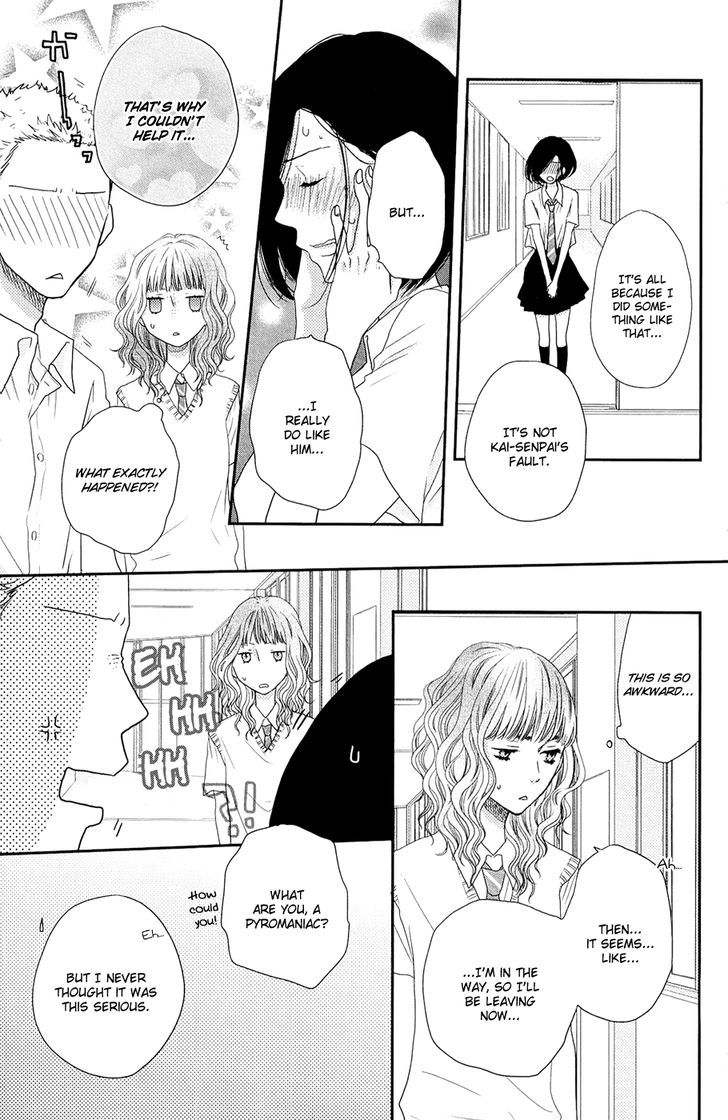 IT'S ALL
BECAUSE I
DID SOME-
THING LIKE
THAT...
IT'S NOT
KAI-SENPAI'S
FAULT.
BUT...
...I
REALLY
DO LIKE
HIM...
THAT'S WHY
I COULDN'T
HELP IT...
ガーッ
WHAT EXACTLY
HAPPENED?!
THIS IS SO
AWKWARD...
Ah...
THEN...
IT SEEMS...
LIKE...
...I'M IN THE
WAY, SO I'LL
BE LEAVING
NOW...
EH
HH
HH
?!
WHAT
ARE YOU, A
PYROMANIAC?
How
could
you!
Eh...
BUT I NEVER
THOUGHT IT WAS
THIS SERIOUS.